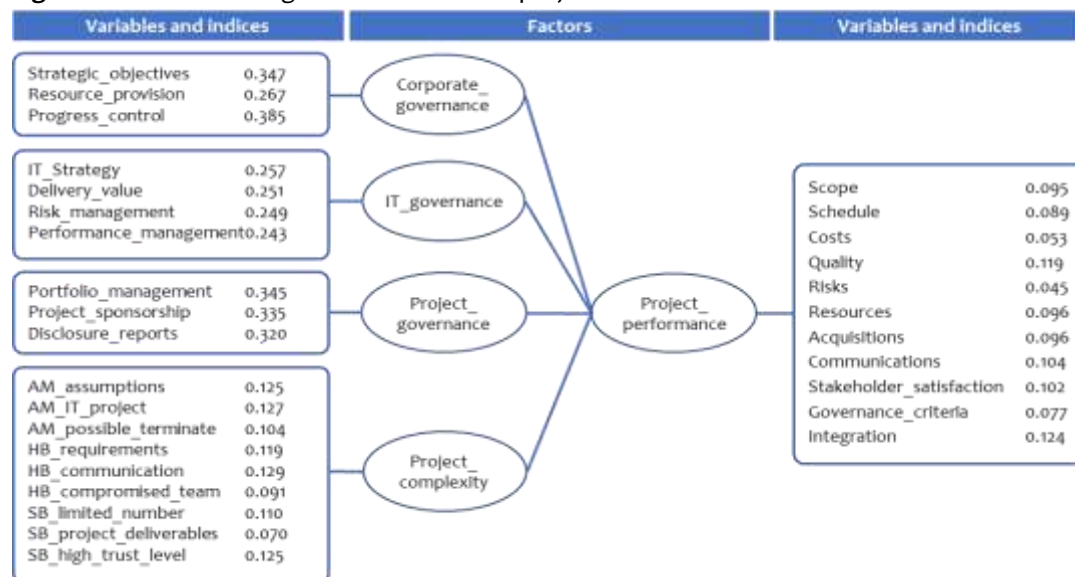 Variables and indices
Factors
Variables and indices
Strategic_objectives 0.347
Resource_provision 0.267
Progress_control 0.385
Corporate_
governance
IT_Strategy 0.257
Delivery_value 0.251
Risk_management 0.249
Performance_management0.243
IT_governance
Portfolio_management 0.345
Project_sponsorship 0.335
Disclosure_reports 0.320
Project_
governance
AM_assumptions 0.125
AM_IT_project 0.127
AM_possible_terminate 0.104
HB_requirements 0.119
HB_communication 0.129
HB_compromised_team 0.091
SB_limited_number 0.110
SB_project_deliverables 0.070
SB_high_trust_level 0.125
Project_
complexity
Project_
performance
Scope 0.095
Schedule 0.089
Costs 0.053
Quality 0.119
Risks 0.045
Resources 0.096
Acquisitions 0.096
Communications 0.104
Stakeholder_satisfaction 0.102
Governance_criteria 0.077
Integration 0.124